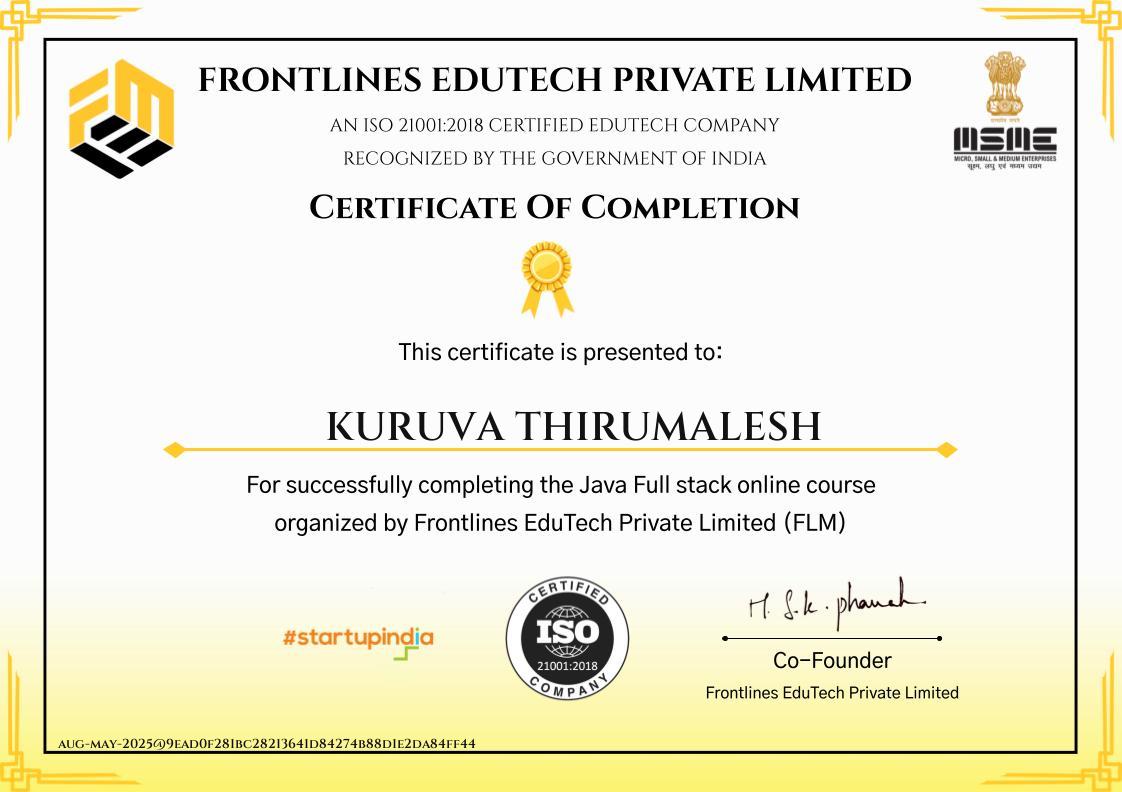 FRONTLINES EDUTECH PRIVATE LIMITED
AN ISO 21001:2018 CERTIFIED EDUTECH COMPANY
RECOGNIZED BY THE GOVERNMENT OF INDIA
MSME
MICRO, SMALL & MEDIUM ENTERPRISES
सूक्ष्म, लघु एवं मध्यम उद्यम
CERTIFICATE OF COMPLETION
This certificate is presented to:
KURUVA THIRUMALESH
For successfully completing the Java Full stack online course
organized by Frontlines EduTech Private Limited (FLM)
#startupindia
CERTIFIED
ISO
21001:2018
COMPANY
Co-Founder
Frontlines EduTech Private Limited
AUG-MAY-2025@9EAD0F281BC28213641D84274B88D1E2DA84FF44